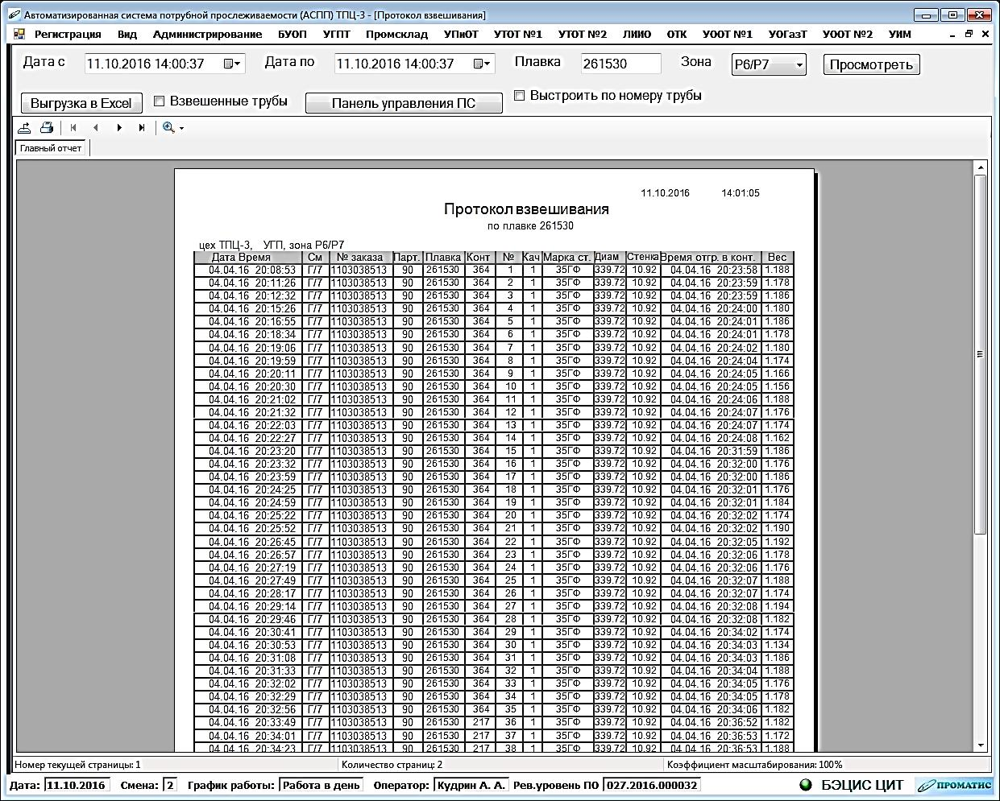 Автоматизированная система потрубной прослеживаемости (АСПП) ТПЦ-3 - [Протокол взвешивания]
Регистрация Вид Администрирование БУОП УГПТ Промсклад УПиОТ УТОТ №1 УТОТ №2 ЛИИО ОТК УООТ №1 УОГазТ УООТ №2 УИМ
Дата с 11.10.2016 14:00:37 Дата по 11.10.2016 14:00:37 Плавка 261530 Зона Р6/Р7 Просмотреть
Выгрузка в Excel Взвешенные трубы Панель управления ПС Выстроить по номеру трубы
Главный отчет
11.10.2016 14:01:05
Протокол взвешивания
по плавке 261530
цех ТПЦ-3, УГП, зона Р6/Р7
Дата Время См № заказа Парт. Плавка Конт № Кач Марка ст. Диам Стенка Время отгр. в конт. Вес
04.04.16 20:08:53 Г/7 1103038513 90 261530 364 1 1 35ГФ 339.72 10.92 04.04.16 20:23:58 1.188
04.04.16 20:11:26 Г/7 1103038513 90 261530 364 2 1 35ГФ 339.72 10.92 04.04.16 20:23:59 1.178
04.04.16 20:12:32 Г/7 1103038513 90 261530 364 3 1 35ГФ 339.72 10.92 04.04.16 20:23:59 1.186
04.04.16 20:15:26 Г/7 1103038513 90 261530 364 4 1 35ГФ 339.72 10.92 04.04.16 20:24:00 1.180
04.04.16 20:16:55 Г/7 1103038513 90 261530 364 5 1 35ГФ 339.72 10.92 04.04.16 20:24:01 1.186
04.04.16 20:18:34 Г/7 1103038513 90 261530 364 6 1 35ГФ 339.72 10.92 04.04.16 20:24:01 1.178
04.04.16 20:19:06 Г/7 1103038513 90 261530 364 7 1 35ГФ 339.72 10.92 04.04.16 20:24:02 1.180
04.04.16 20:19:59 Г/7 1103038513 90 261530 364 8 1 35ГФ 339.72 10.92 04.04.16 20:24:04 1.174
04.04.16 20:20:11 Г/7 1103038513 90 261530 364 9 1 35ГФ 339.72 10.92 04.04.16 20:24:05 1.166
04.04.16 20:20:30 Г/7 1103038513 90 261530 364 10 1 35ГФ 339.72 10.92 04.04.16 20:24:05 1.156
04.04.16 20:21:02 Г/7 1103038513 90 261530 364 11 1 35ГФ 339.72 10.92 04.04.16 20:24:06 1.188
04.04.16 20:21:32 Г/7 1103038513 90 261530 364 12 1 35ГФ 339.72 10.92 04.04.16 20:24:07 1.176
04.04.16 20:22:03 Г/7 1103038513 90 261530 364 13 1 35ГФ 339.72 10.92 04.04.16 20:24:07 1.174
04.04.16 20:22:27 Г/7 1103038513 90 261530 364 14 1 35ГФ 339.72 10.92 04.04.16 20:24:08 1.162
04.04.16 20:23:20 Г/7 1103038513 90 261530 364 15 1 35ГФ 339.72 10.92 04.04.16 20:31:59 1.186
04.04.16 20:23:32 Г/7 1103038513 90 261530 364 16 1 35ГФ 339.72 10.92 04.04.16 20:32:00 1.176
04.04.16 20:23:59 Г/7 1103038513 90 261530 364 17 1 35ГФ 339.72 10.92 04.04.16 20:32:00 1.186
04.04.16 20:24:25 Г/7 1103038513 90 261530 364 18 1 35ГФ 339.72 10.92 04.04.16 20:32:01 1.176
04.04.16 20:24:59 Г/7 1103038513 90 261530 364 19 1 35ГФ 339.72 10.92 04.04.16 20:32:01 1.184
04.04.16 20:25:22 Г/7 1103038513 90 261530 364 20 1 35ГФ 339.72 10.92 04.04.16 20:32:02 1.174
04.04.16 20:25:52 Г/7 1103038513 90 261530 364 21 1 35ГФ 339.72 10.92 04.04.16 20:32:02 1.190
04.04.16 20:26:45 Г/7 1103038513 90 261530 364 22 1 35ГФ 339.72 10.92 04.04.16 20:32:05 1.192
04.04.16 20:26:57 Г/7 1103038513 90 261530 364 23 1 35ГФ 339.72 10.92 04.04.16 20:32:06 1.178
04.04.16 20:27:19 Г/7 1103038513 90 261530 364 24 1 35ГФ 339.72 10.92 04.04.16 20:32:06 1.176
04.04.16 20:27:49 Г/7 1103038513 90 261530 364 25 1 35ГФ 339.72 10.92 04.04.16 20:32:07 1.188
04.04.16 20:28:17 Г/7 1103038513 90 261530 364 26 1 35ГФ 339.72 10.92 04.04.16 20:32:07 1.174
04.04.16 20:29:14 Г/7 1103038513 90 261530 364 27 1 35ГФ 339.72 10.92 04.04.16 20:32:08 1.194
04.04.16 20:29:46 Г/7 1103038513 90 261530 364 28 1 35ГФ 339.72 10.92 04.04.16 20:32:08 1.182
04.04.16 20:30:41 Г/7 1103038513 90 261530 364 29 1 35ГФ 339.72 10.92 04.04.16 20:34:02 1.174
04.04.16 20:30:53 Г/7 1103038513 90 261530 364 30 1 35ГФ 339.72 10.92 04.04.16 20:34:03 1.134
04.04.16 20:31:08 Г/7 1103038513 90 261530 364 31 1 35ГФ 339.72 10.92 04.04.16 20:34:03 1.186
04.04.16 20:31:33 Г/7 1103038513 90 261530 364 32 1 35ГФ 339.72 10.92 04.04.16 20:34:04 1.188
04.04.16 20:32:02 Г/7 1103038513 90 261530 364 33 1 35ГФ 339.72 10.92 04.04.16 20:34:05 1.176
04.04.16 20:32:29 Г/7 1103038513 90 261530 364 34 1 35ГФ 339.72 10.92 04.04.16 20:34:05 1.178
04.04.16 20:32:56 Г/7 1103038513 90 261530 364 35 1 35ГФ 339.72 10.92 04.04.16 20:34:06 1.182
04.04.16 20:33:49 Г/7 1103038513 90 261530 217 36 1 35ГФ 339.72 10.92 04.04.16 20:36:52 1.182
04.04.16 20:34:01 Г/7 1103038513 90 261530 217 37 1 35ГФ 339.72 10.92 04.04.16 20:36:53 1.172
04.04.16 20:34:23 Г/7 1103038513 90 261530 217 38 1 35ГФ 339.72 10.92 04.04.16 20:36:53 1.188
Номер текущей страницы: 1 Количество страниц: 2 Коэффициент масштабирования: 100%
Дата: 11.10.2016 Смена: 2 График работы: Работа в день Оператор: Кудрин А. А. Рев.уровень ПО 027.2016.000032 БЭЦИС ЦИТ ПРОМАТИС